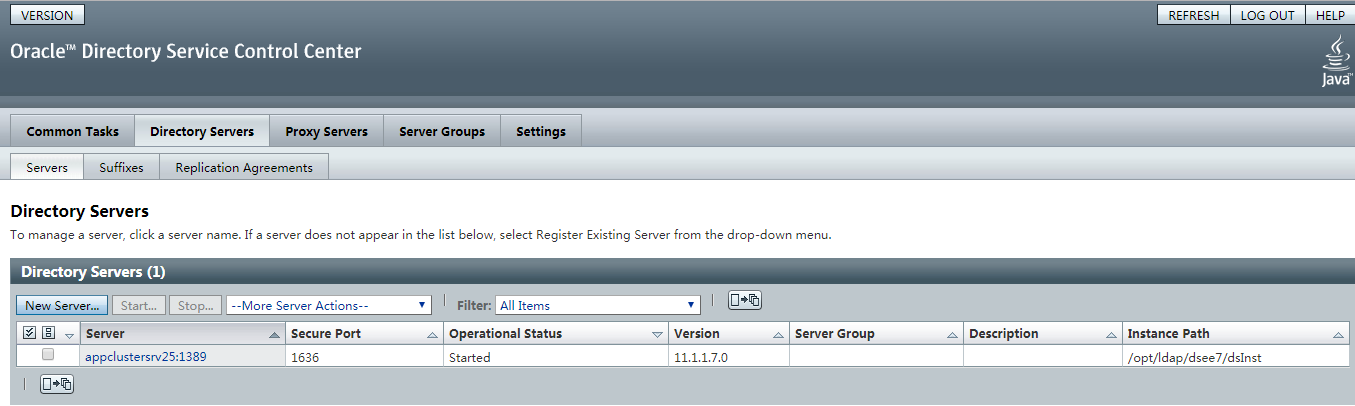 VERSION REFRESH LOG OUT HELP
Oracle™ Directory Service Control Center
Java™
Common Tasks Directory Servers Proxy Servers Server Groups Settings
Servers Suffixes Replication Agreements
Directory Servers
To manage a server, click a server name. If a server does not appear in the list below, select Register Existing Server from the drop-down menu.
Directory Servers (1)
New Server... Start... Stop... --More Server Actions-- Filter: All Items
Server Secure Port Operational Status Version Server Group Description Instance Path
appclustersrv25:1389 1636 Started 11.1.1.7.0 /opt/ldap/dsee7/dsInst